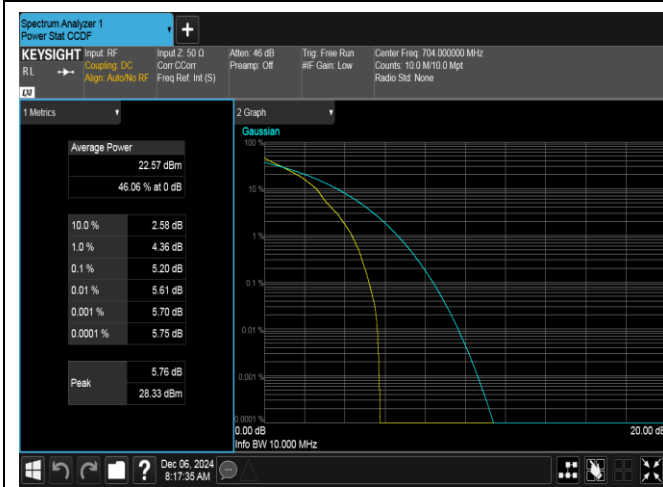 Spectrum Analyzer 1
Power Stat CCDF
+
KEYSIGHT
R L
LXI
Input: RF
Coupling: DC
Align: Auto/No RF
Input Z: 50 Ω
Corr CCorr
Freq Ref: Int (S)
Atten: 46 dB
Preamp: Off
Trig: Free Run
#IF Gain: Low
Center Freq: 704.000000 MHz
Counts: 10.0 M/10.0 Mpt
Radio Std: None
1 Metrics
Average Power
22.57 dBm
46.06 % at 0 dB
10.0 % 2.58 dB
1.0 % 4.36 dB
0.1 % 5.20 dB
0.01 % 5.61 dB
0.001 % 5.70 dB
0.0001 % 5.75 dB
Peak
5.76 dB
28.33 dBm
2 Graph
Gaussian
100 %
10 %
1 %
0.1 %
0.01 %
0.001 %
0.0001 %
0.00 dB 20.00 dB
Info BW 10.000 MHz
?
Dec 06, 2024
8:17:35 AM